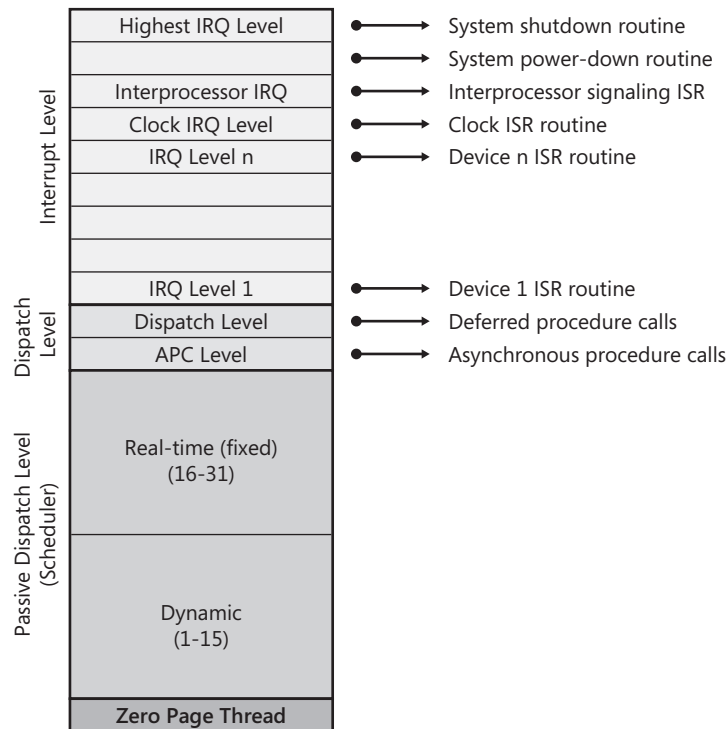 Highest IRQ Level
System shutdown routine
System power-down routine
Interprocessor IRQ
Interprocessor signaling ISR
Clock IRQ Level
Clock ISR routine
IRQ Level n
Device n ISR routine
Interrupt Level
IRQ Level 1
Device 1 ISR routine
Dispatch Level
Deferred procedure calls
Dispatch
Level
APC Level
Asynchronous procedure calls
Real-time (fixed)
(16-31)
Passive Dispatch Level
(Scheduler)
Dynamic
(1-15)
Zero Page Thread